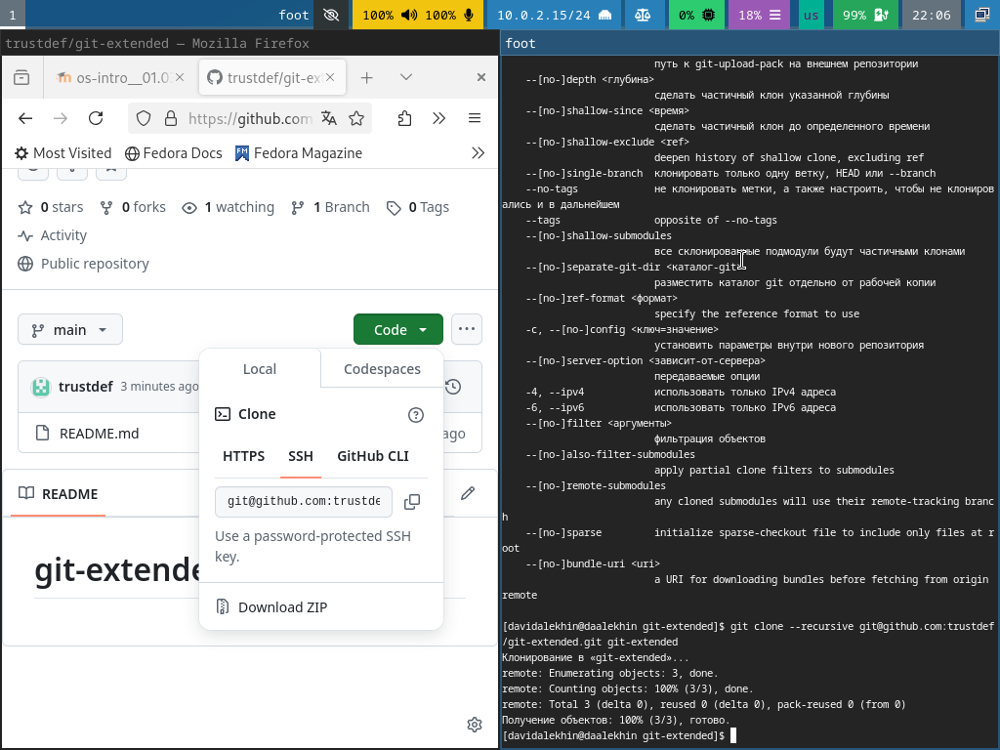 1
foot
100% 100%
10.0.2.15/24
0%
18%
us
99%
22:06
trustdef/git-extended — Mozilla Firefox
os-intro__01.0
trustdef/git-ex
https://github.com
Most Visited
Fedora Docs
Fedora Magazine
0 stars
0 forks
1 watching
1 Branch
0 Tags
Activity
Public repository
main
Code
trustdef
3 minutes ago
README.md
ago
Local
Codespaces
Clone
HTTPS
SSH
GitHub CLI
git@github.com:trustde
Use a password-protected SSH
key.
Download ZIP
README
git-extende
foot
путь к git-upload-pack на внешнем репозитории
--[no-]depth <глубина>
сделать частичный клон указанной глубины
--[no-]shallow-since <время>
сделать частичный клон до определенного времени
--[no-]shallow-exclude <ref>
deepen history of shallow clone, excluding ref
--[no-]single-branch клонировать только одну ветку, HEAD или --branch
--no-tags не клонировать метки, а также настроить, чтобы не клониров
ались и в дальнейшем
--tags opposite of --no-tags
--[no-]shallow-submodules
все склонированные подмодули будут частичными клонами
--[no-]separate-git-dir <каталог-git>
разместить каталог git отдельно от рабочей копии
--[no-]ref-format <формат>
specify the reference format to use
-c, --[no-]config <ключ=значение>
установить параметры внутри нового репозитория
--[no-]server-option <зависит-от-сервера>
передаваемые опции
-4, --ipv4 использовать только IPv4 адреса
-6, --ipv6 использовать только IPv6 адреса
--[no-]filter <аргументы>
фильтрация объектов
--[no-]also-filter-submodules
apply partial clone filters to submodules
--[no-]remote-submodules
any cloned submodules will use their remote-tracking branc
h
--[no-]sparse initialize sparse-checkout file to include only files at r
oot
--[no-]bundle-uri <uri>
a URI for downloading bundles before fetching from origin
remote
[davidalekhin@daalekhin git-extended]$ git clone --recursive git@github.com:trustdef
/git-extended.git git-extended
Клонирование в «git-extended»...
remote: Enumerating objects: 3, done.
remote: Counting objects: 100% (3/3), done.
remote: Total 3 (delta 0), reused 0 (delta 0), pack-reused 0 (from 0)
Получение объектов: 100% (3/3), готово.
[davidalekhin@daalekhin git-extended]$